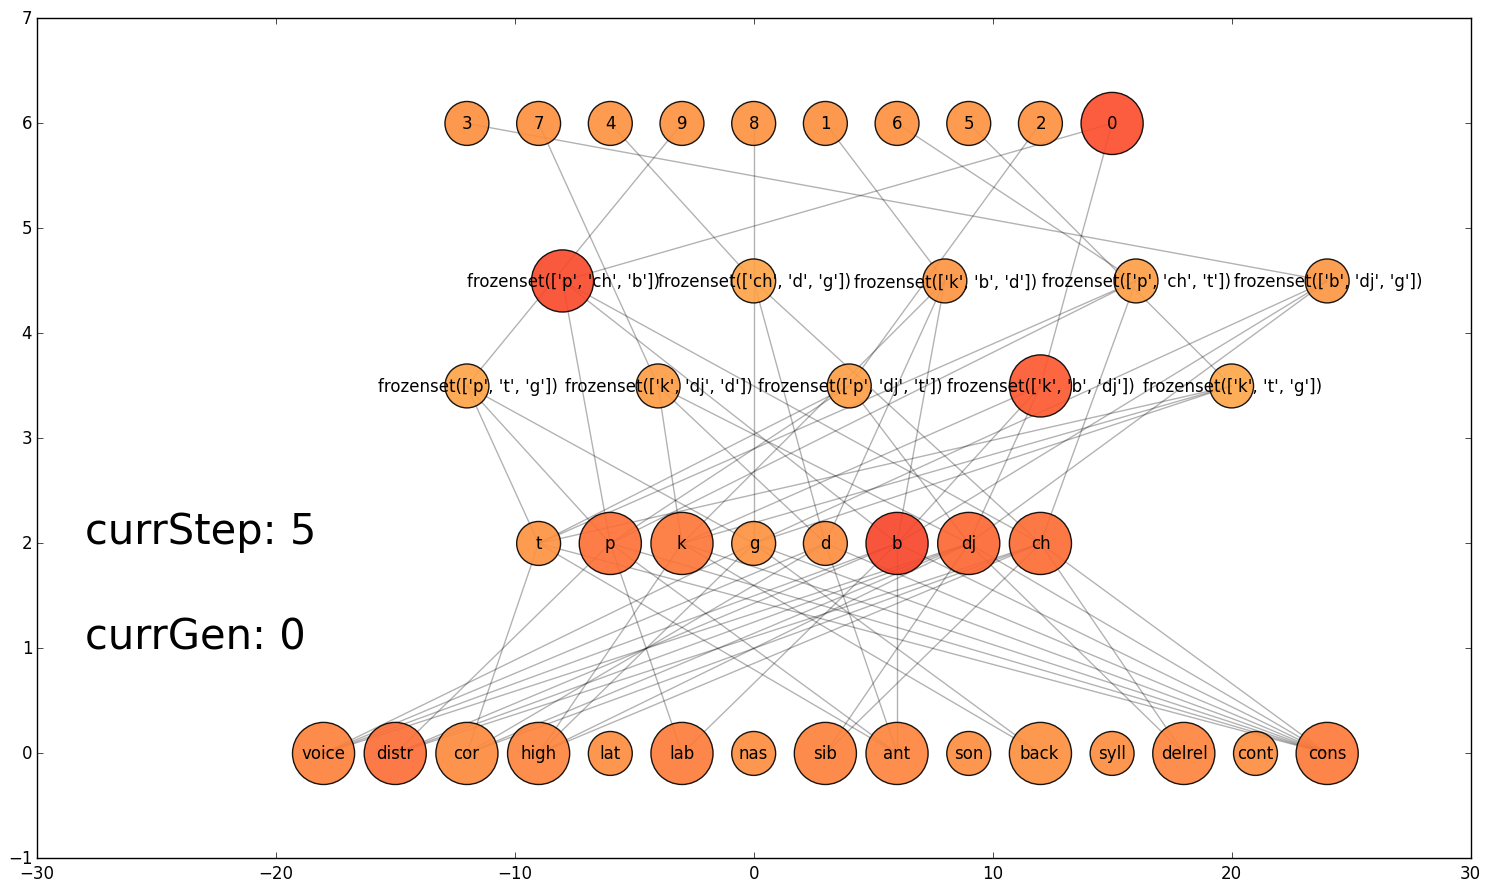 7
6
3 7 4 9 8 1 6 5 2 0
5
frozenset(['p', 'ch', 'b']) frozenset(['ch', 'd', 'g']) frozenset(['k', 'b', 'd']) frozenset(['p', 'ch', 't']) frozenset(['b', 'dj', 'g'])
4
frozenset(['p', 't', 'g']) frozenset(['k', 'dj', 'd']) frozenset(['p', 'dj', 't']) frozenset(['k', 'b', 'dj']) frozenset(['k', 't', 'g'])
3
currStep: 5
2
t p k g d b dj ch
currGen: 0
1
0
voice distr cor high lat lab nas sib ant son back syll delrel cont cons
−1
−30 −20 −10 0 10 20 30